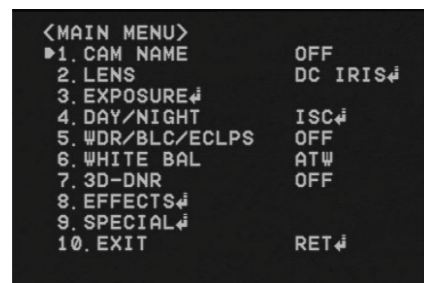 <MAIN MENU>
▶1. CAM NAME OFF
2. LENS DC IRIS↲
3. EXPOSURE↲
4. DAY/NIGHT ISC↲
5. WDR/BLC/ECLPS OFF
6. WHITE BAL ATW
7. 3D-DNR OFF
8. EFFECTS↲
9. SPECIAL↲
10. EXIT RET↲